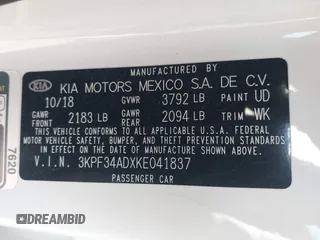 MANUFACTURED BY
KIA KIA MOTORS MEXICO S.A. DE C.V.
10/18 GVWR 3792 LB PAINT UD
GAWR FRONT 2183 LB GAWR REAR 2094 LB TRIM WK
THIS VEHICLE CONFORMS TO ALL APPLICABLE U.S. FEDERAL MOTOR
VEHICLE SAFETY, BUMPER, AND THEFT PREVENTION STANDARDS
IN EFFECT ON THE DATE OF MANUFACTURE SHOWN ABOVE.
V.I.N. 3KPF34ADXKE041837
PASSENGER CAR
7620
AUTOBIDMASTER